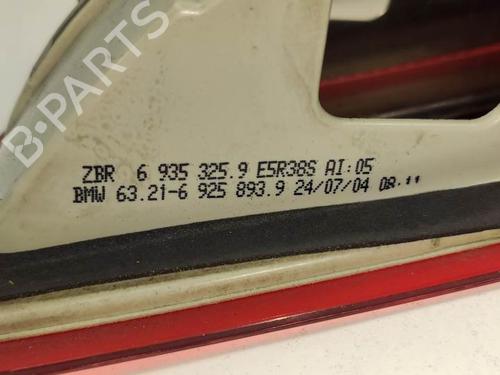 B-PARTS
ZBR 6 935 325.9 E5R38S AI:05
BMW 63.21-6 925 893.9 24/07/04 08:11